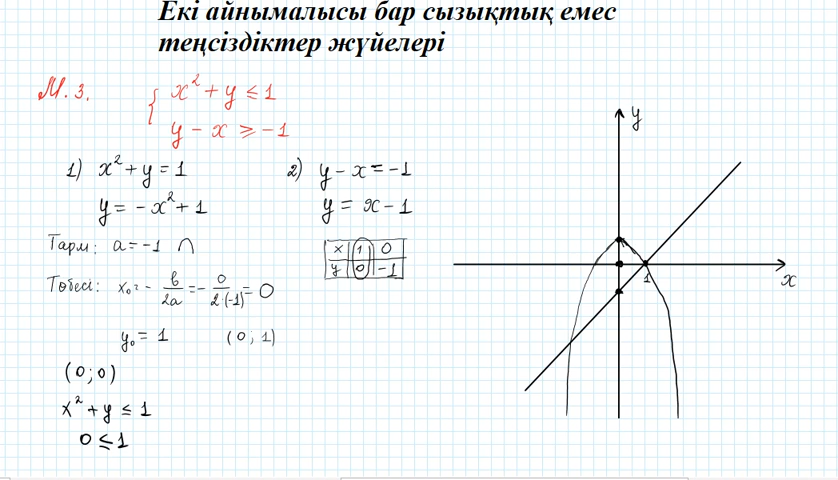 Екі айнымалысы бар сызықтық емес
теңсіздіктер жүйелері
М. 3.
{ x² + y ≤ 1
y - x ≥ -1
1) x² + y = 1
y = -x² + 1
Тарм: a = -1 ∩
Төбесі: x₀ = - в/2a = - 0/2·(-1) = 0
y₀ = 1 (0; 1)
(0; 0)
x² + y ≤ 1
0 ≤ 1
2) y - x = -1
y = x - 1
x | 1 | 0
y | 0 | -1
y
1
x